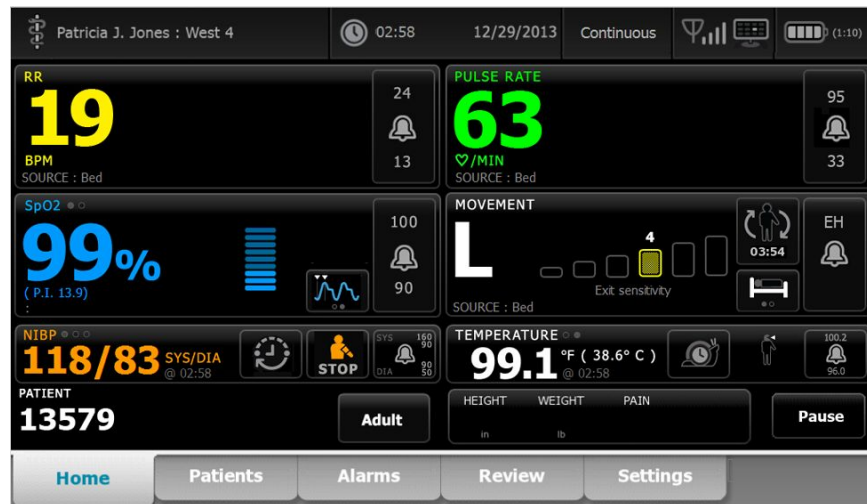 Patricia J. Jones : West 4
02:58
12/29/2013
Continuous
(1:10)
RR
19
BPM
SOURCE : Bed
24
13
PULSE RATE
63
♡/MIN
SOURCE : Bed
95
33
SpO2
99%
( P.I. 13.9)
:
100
90
MOVEMENT
L
SOURCE : Bed
4
Exit sensitivity
03:54
EH
NIBP
118/83 SYS/DIA
@ 02:58
STOP
SYS 160
90
DIA 90
50
TEMPERATURE
99.1 °F ( 38.6° C )
@ 02:58
100.2
96.0
PATIENT
13579
Adult
HEIGHT WEIGHT PAIN
in lb
Pause
Home Patients Alarms Review Settings